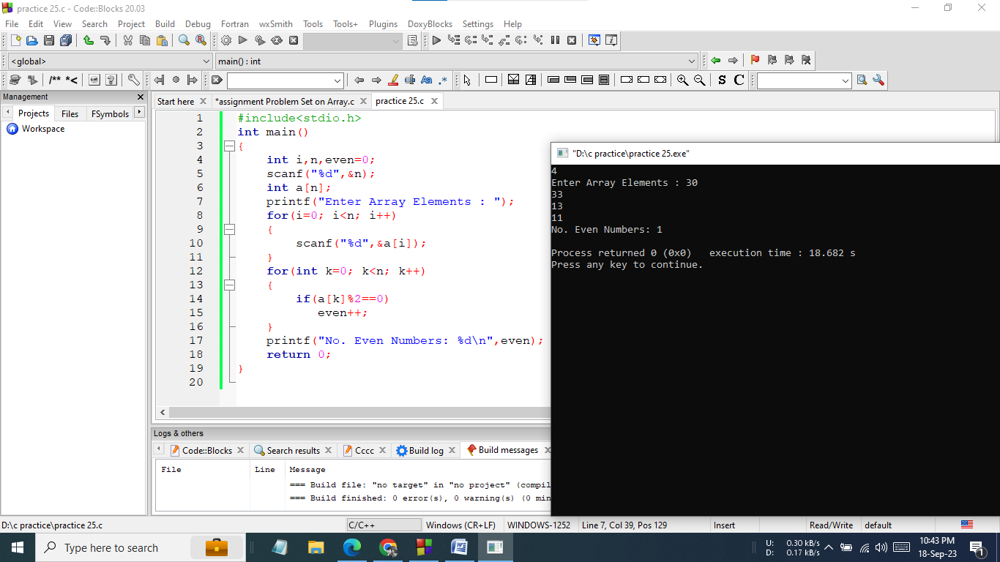 practice 25.c - Code::Blocks 20.03
File Edit View Search Project Build Debug Fortran wxSmith Tools Tools+ Plugins DoxyBlocks Settings Help
<global> main() : int
/** *< Aa .* S C
Management
Projects Files FSymbols
Workspace
Start here *assignment Problem Set on Array.c practice 25.c
1 #include<stdio.h>
2 int main()
3 {
4 int i,n,even=0;
5 scanf("%d",&n);
6 int a[n];
7 printf("Enter Array Elements : ");
8 for(i=0; i<n; i++)
9 {
10 scanf("%d",&a[i]);
11 }
12 for(int k=0; k<n; k++)
13 {
14 if(a[k]%2==0)
15 even++;
16 }
17 printf("No. Even Numbers: %d\n",even);
18 return 0;
19 }
20
"D:\c practice\practice 25.exe"
4
Enter Array Elements : 30
33
13
11
No. Even Numbers: 1
Process returned 0 (0x0) execution time : 18.682 s
Press any key to continue.
Logs & others
Code::Blocks Search results Cccc Build log Build messages
File Line Message
=== Build file: "no target" in "no project" (compil
=== Build finished: 0 error(s), 0 warning(s) (0 min
D:\c practice\practice 25.c C/C++ Windows (CR+LF) WINDOWS-1252 Line 7, Col 39, Pos 129 Insert Read/Write default
Type here to search
U: 0.30 kB/s
D: 0.17 kB/s
10:43 PM
18-Sep-23
1